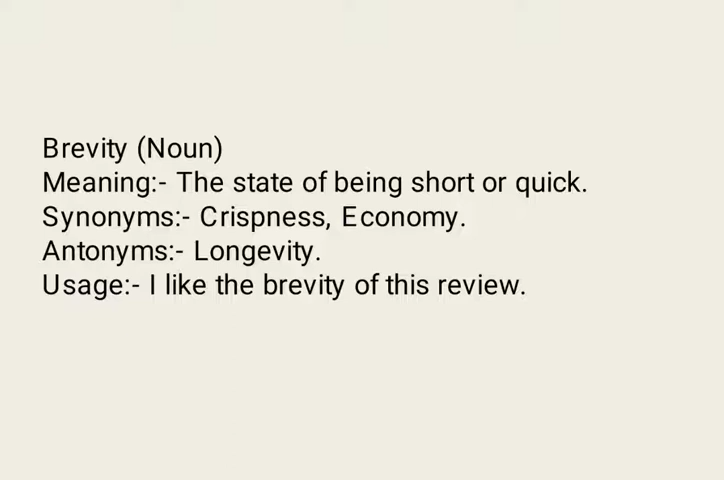 Brevity (Noun)
Meaning:- The state of being short or quick.
Synonyms:- Crispness, Economy.
Antonyms:- Longevity.
Usage:- I like the brevity of this review.